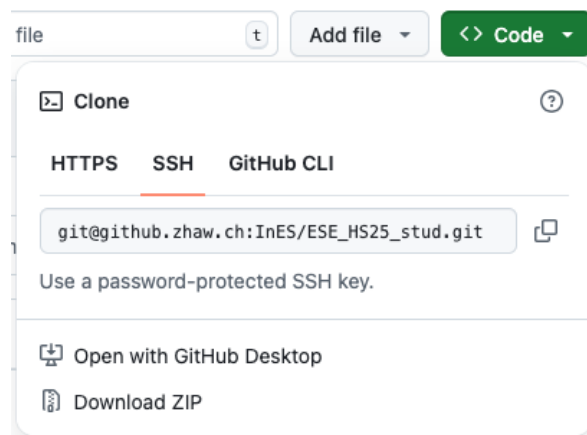 file t Add file <> Code
Clone
HTTPS SSH GitHub CLI
git@github.zhaw.ch:InES/ESE_HS25_stud.git
Use a password-protected SSH key.
Open with GitHub Desktop
Download ZIP